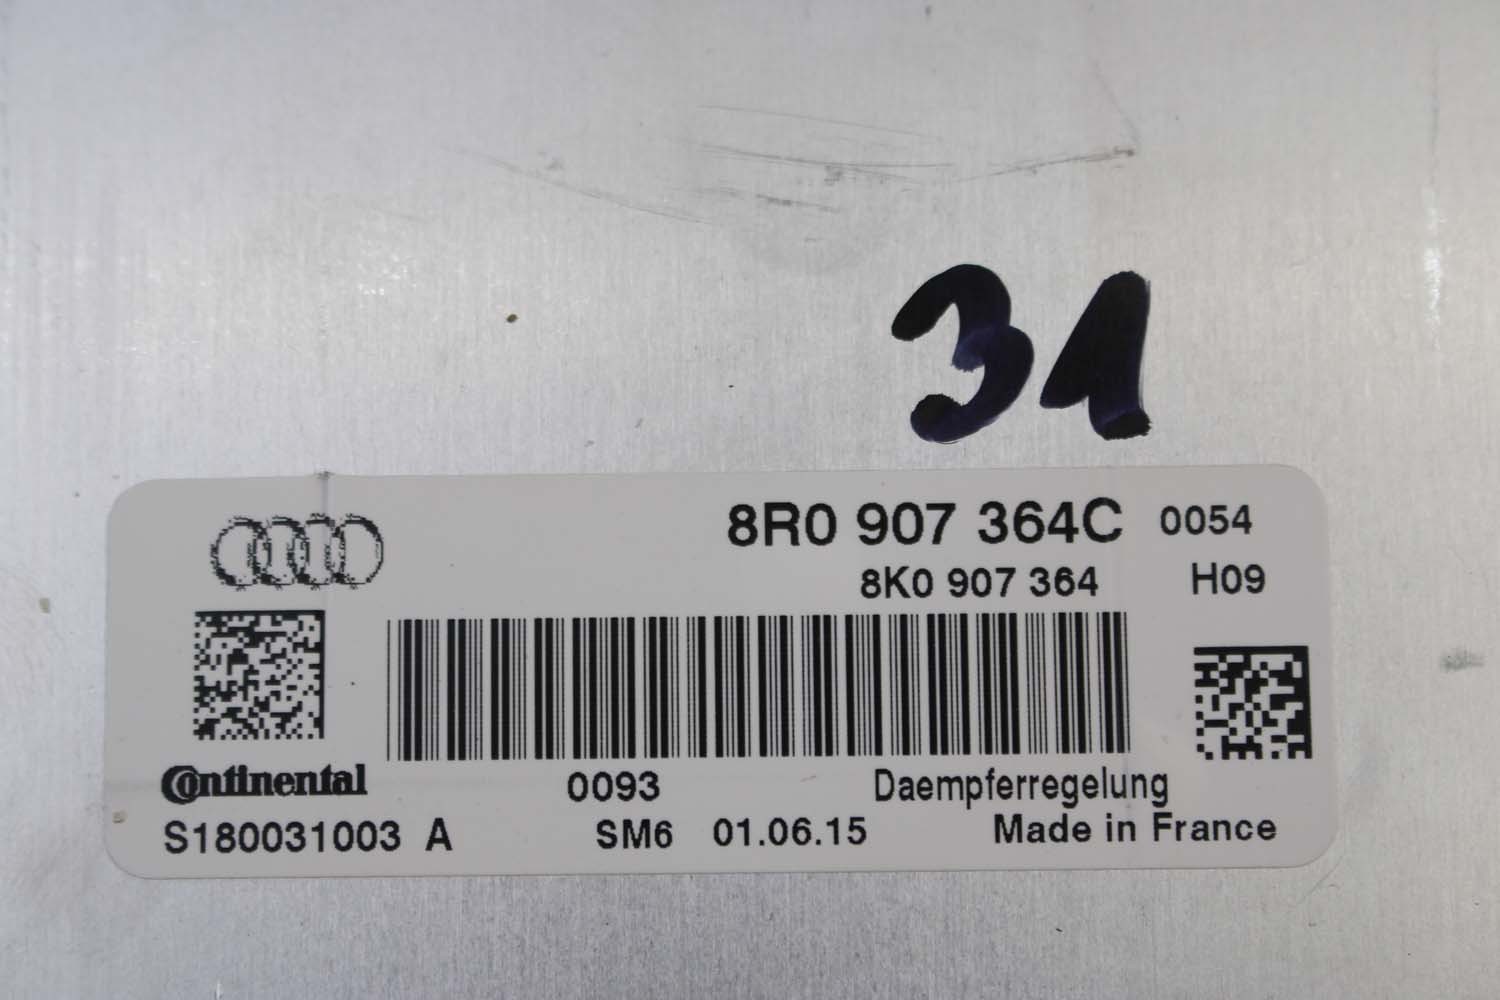 31
8R0 907 364C 0054
8K0 907 364 H09
Continental 0093 Daempferregelung
S180031003 A SM6 01.06.15 Made in France